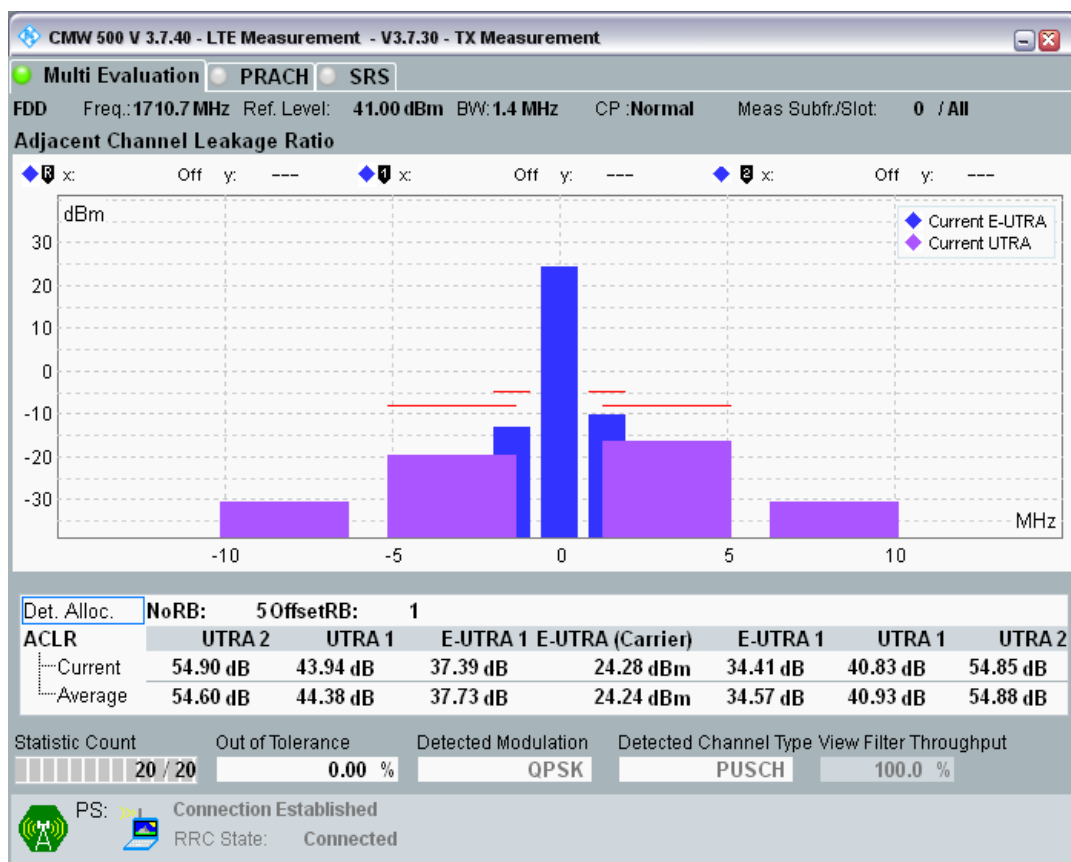 CMW 500 V 3.7.40 - LTE Measurement - V3.7.30 - TX Measurement
Multi Evaluation PRACH SRS
FDD Freq.: 1710.7 MHz Ref. Level: 41.00 dBm BW: 1.4 MHz CP :Normal Meas Subfr./Slot: 0 / All
Adjacent Channel Leakage Ratio
R x: Off y: --- 1 x: Off y: --- 2 x: Off y: ---
dBm
Current E-UTRA
Current UTRA
30
20
10
0
-10
-20
-30
MHz
-10 -5 0 5 10
Det. Alloc. NoRB: 5 OffsetRB: 1
ACLR UTRA 2 UTRA 1 E-UTRA 1 E-UTRA (Carrier) E-UTRA 1 UTRA 1 UTRA 2
Current 54.90 dB 43.94 dB 37.39 dB 24.28 dBm 34.41 dB 40.83 dB 54.85 dB
Average 54.60 dB 44.38 dB 37.73 dB 24.24 dBm 34.57 dB 40.93 dB 54.88 dB
Statistic Count Out of Tolerance Detected Modulation Detected Channel Type View Filter Throughput
20 / 20 0.00 % QPSK PUSCH 100.0 %
PS: Connection Established
RRC State: Connected